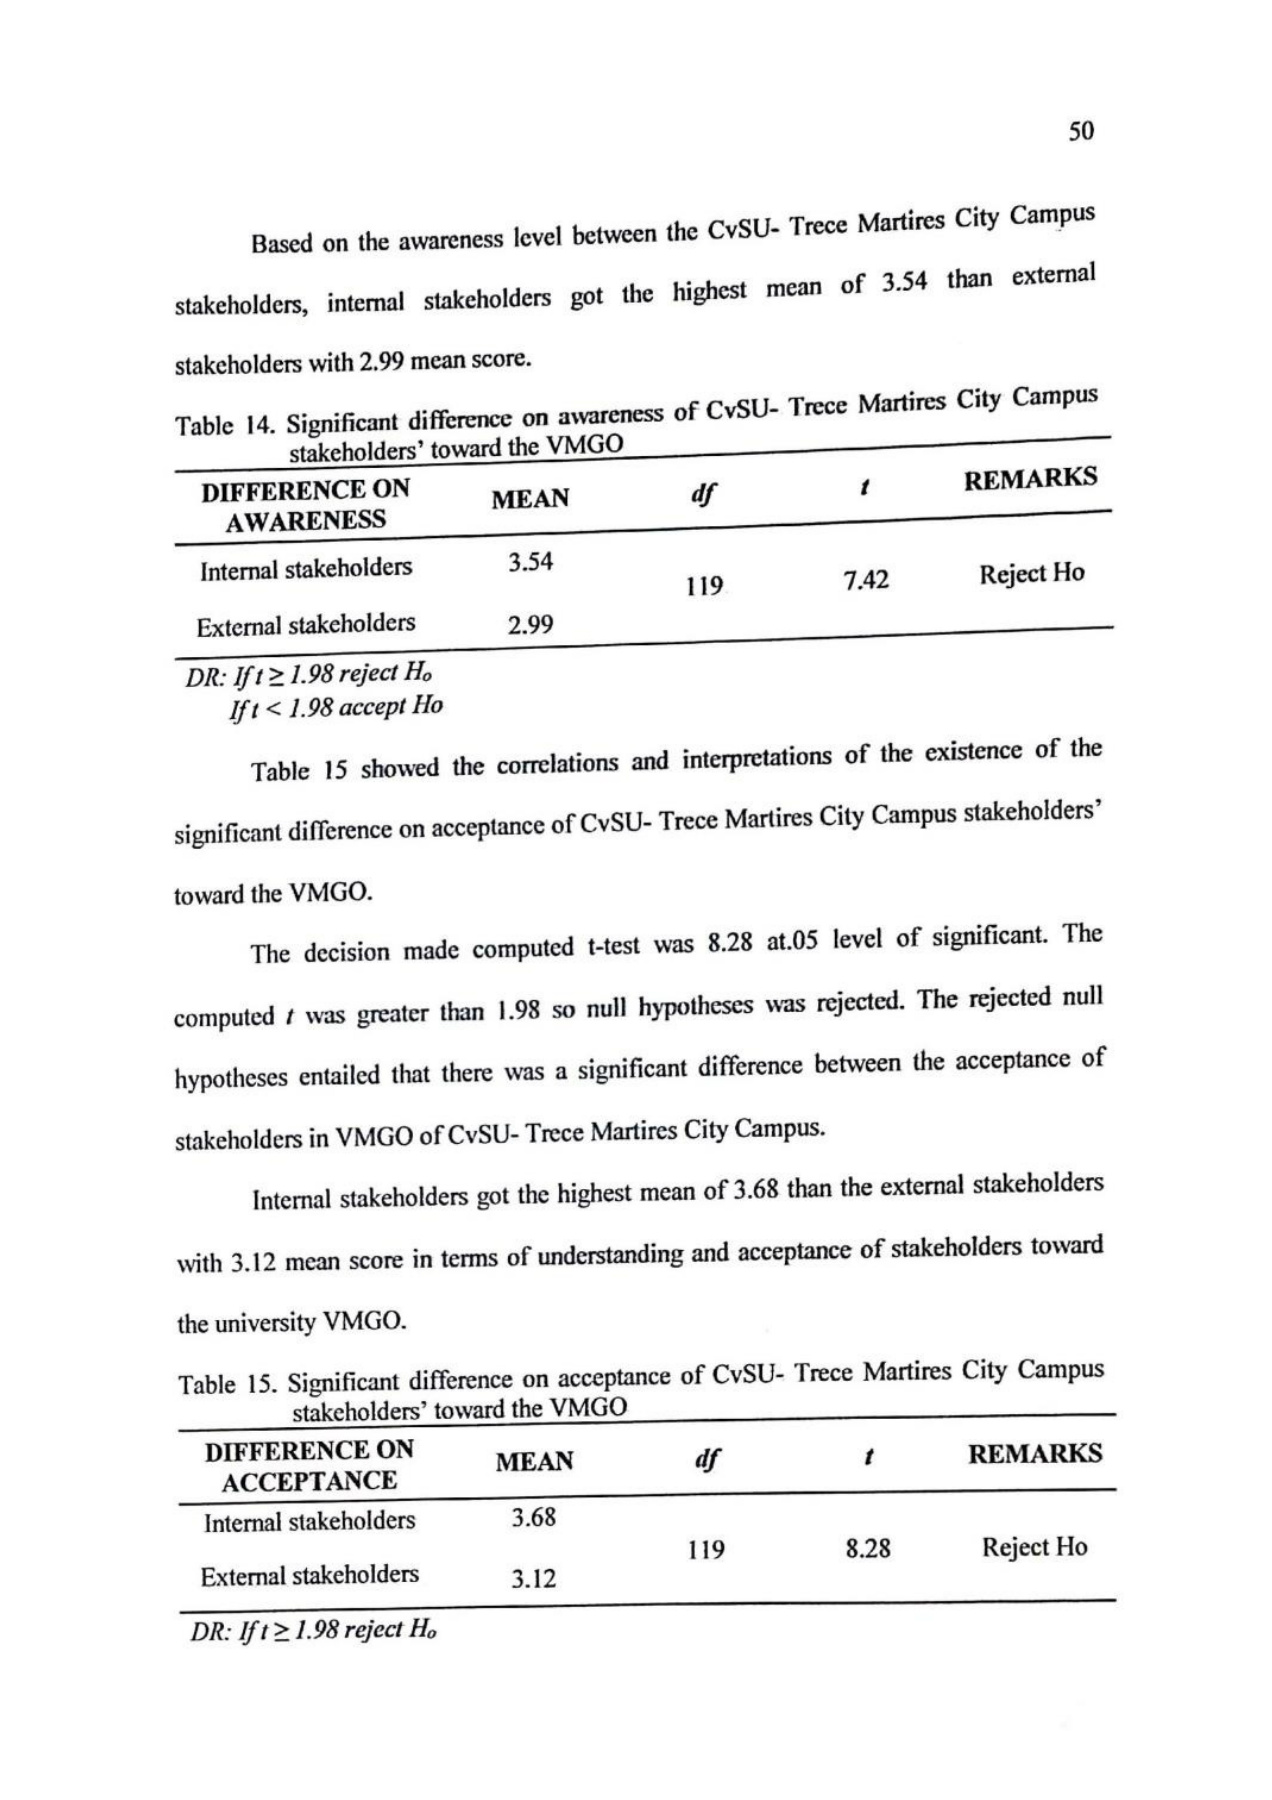 50
Based on the awareness level between the CvSU- Trece Martires City Campus
stakeholders, internal stakeholders got the highest mean of 3.54 than external
stakeholders with 2.99 mean score.
Table 14. Significant difference on awareness of CvSU- Trece Martires City Campus
stakeholders’ toward the VMGO
DIFFERENCE ON AWARENESS MEAN df t REMARKS
Internal stakeholders 3.54
119 7.42 Reject Ho
External stakeholders 2.99
DR: If t ≥ 1.98 reject Ho
If t < 1.98 accept Ho
Table 15 showed the correlations and interpretations of the existence of the
significant difference on acceptance of CvSU- Trece Martires City Campus stakeholders’
toward the VMGO.
The decision made computed t-test was 8.28 at.05 level of significant. The
computed t was greater than 1.98 so null hypotheses was rejected. The rejected null
hypotheses entailed that there was a significant difference between the acceptance of
stakeholders in VMGO of CvSU- Trece Martires City Campus.
Internal stakeholders got the highest mean of 3.68 than the external stakeholders
with 3.12 mean score in terms of understanding and acceptance of stakeholders toward
the university VMGO.
Table 15. Significant difference on acceptance of CvSU- Trece Martires City Campus
stakeholders’ toward the VMGO
DIFFERENCE ON ACCEPTANCE MEAN df t REMARKS
Internal stakeholders 3.68
119 8.28 Reject Ho
External stakeholders 3.12
DR: If t ≥ 1.98 reject Ho